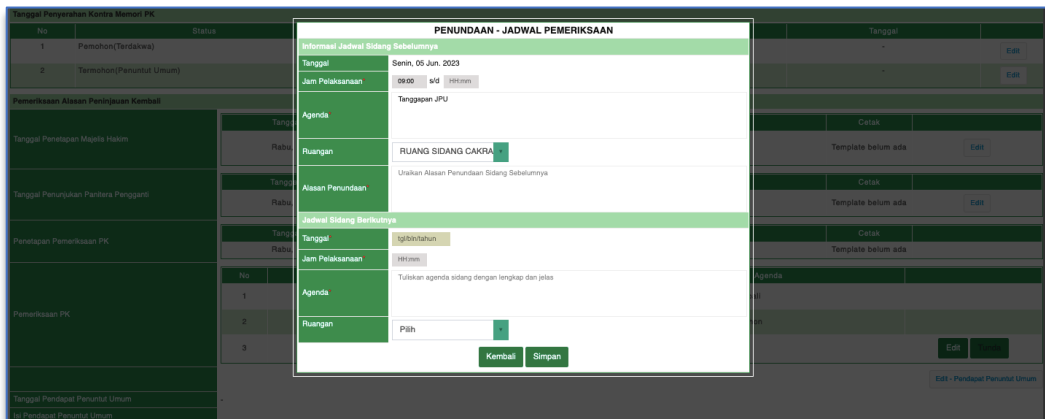 Tanggal Penyerahan Kontra Memori PK
No Status Tanggal
1 Pemohon(Terdakwa) - Edit
2 Termohon(Penuntut Umum) - Edit
Pemeriksaan Alasan Peninjauan Kembali
Tangg Cetak
Tanggal Penetapan Majelis Hakim Rabu, Template belum ada Edit
Tangg Cetak
Tanggal Penunjukan Panitera Pengganti Rabu, Template belum ada Edit
Tangg Cetak
Penetapan Pemeriksaan PK Rabu, Template belum ada
No Agenda
1
Pemeriksaan PK
2
3 Edit Tunda
Edit - Pendapat Penuntut Umum
Tanggal Pendapat Penuntut Umum -
Isi Pendapat Penuntut Umum
PENUNDAAN - JADWAL PEMERIKSAAN
Informasi Jadwal Sidang Sebelumnya
Tanggal Senin, 05 Jun. 2023
Jam Pelaksanaan* 09:00 s/d HH:mm
Tanggapan JPU
Agenda*
Ruangan RUANG SIDANG CAKRA
Uraikan Alasan Penundaan Sidang Sebelumnya
Alasan Penundaan*
Jadwal Sidang Berikutnya
Tanggal* tgl/bln/tahun
Jam Pelaksanaan* HH:mm
Tuliskan agenda sidang dengan lengkap dan jelas
Agenda*
Ruangan Pilih
Kembali Simpan